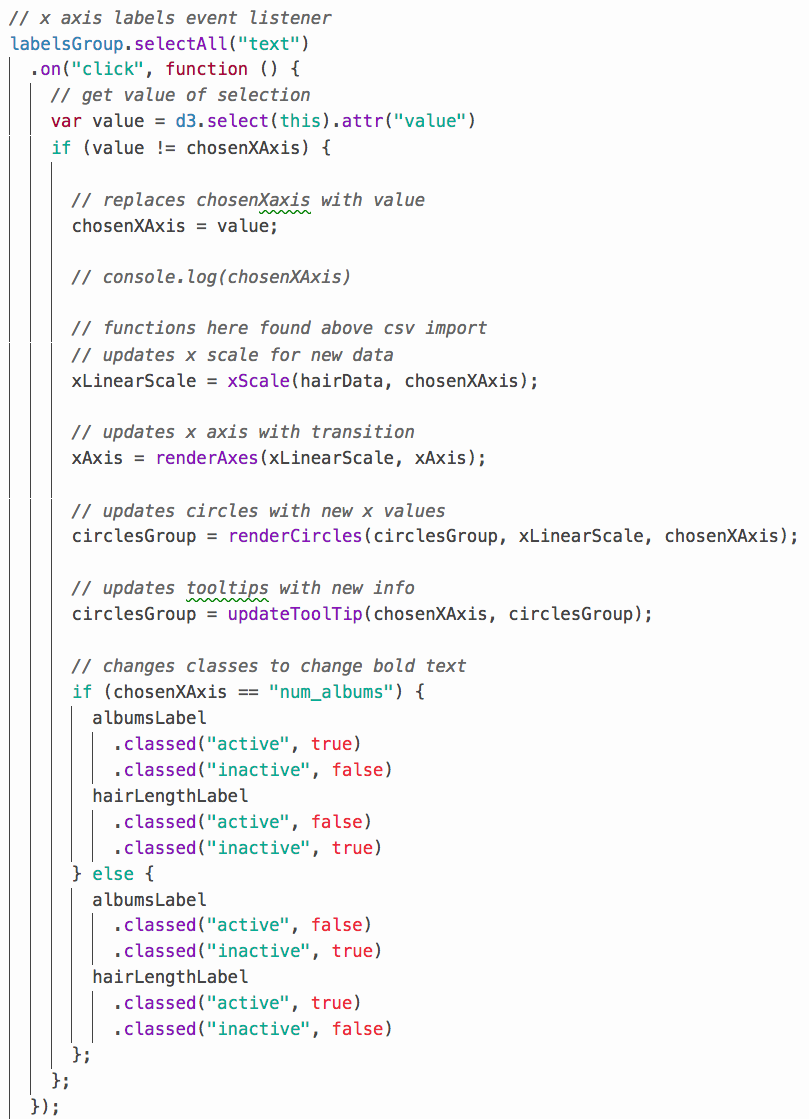 // x axis labels event listener
labelsGroup.selectAll("text")
.on("click", function () {
// get value of selection
var value = d3.select(this).attr("value")
if (value != chosenXAxis) {
// replaces chosenXaxis with value
chosenXAxis = value;
// console.log(chosenXAxis)
// functions here found above csv import
// updates x scale for new data
xLinearScale = xScale(hairData, chosenXAxis);
// updates x axis with transition
xAxis = renderAxes(xLinearScale, xAxis);
// updates circles with new x values
circlesGroup = renderCircles(circlesGroup, xLinearScale, chosenXAxis);
// updates tooltips with new info
circlesGroup = updateToolTip(chosenXAxis, circlesGroup);
// changes classes to change bold text
if (chosenXAxis == "num_albums") {
albumsLabel
.classed("active", true)
.classed("inactive", false)
hairLengthLabel
.classed("active", false)
.classed("inactive", true)
} else {
albumsLabel
.classed("active", false)
.classed("inactive", true)
hairLengthLabel
.classed("active", true)
.classed("inactive", false)
};
};
});